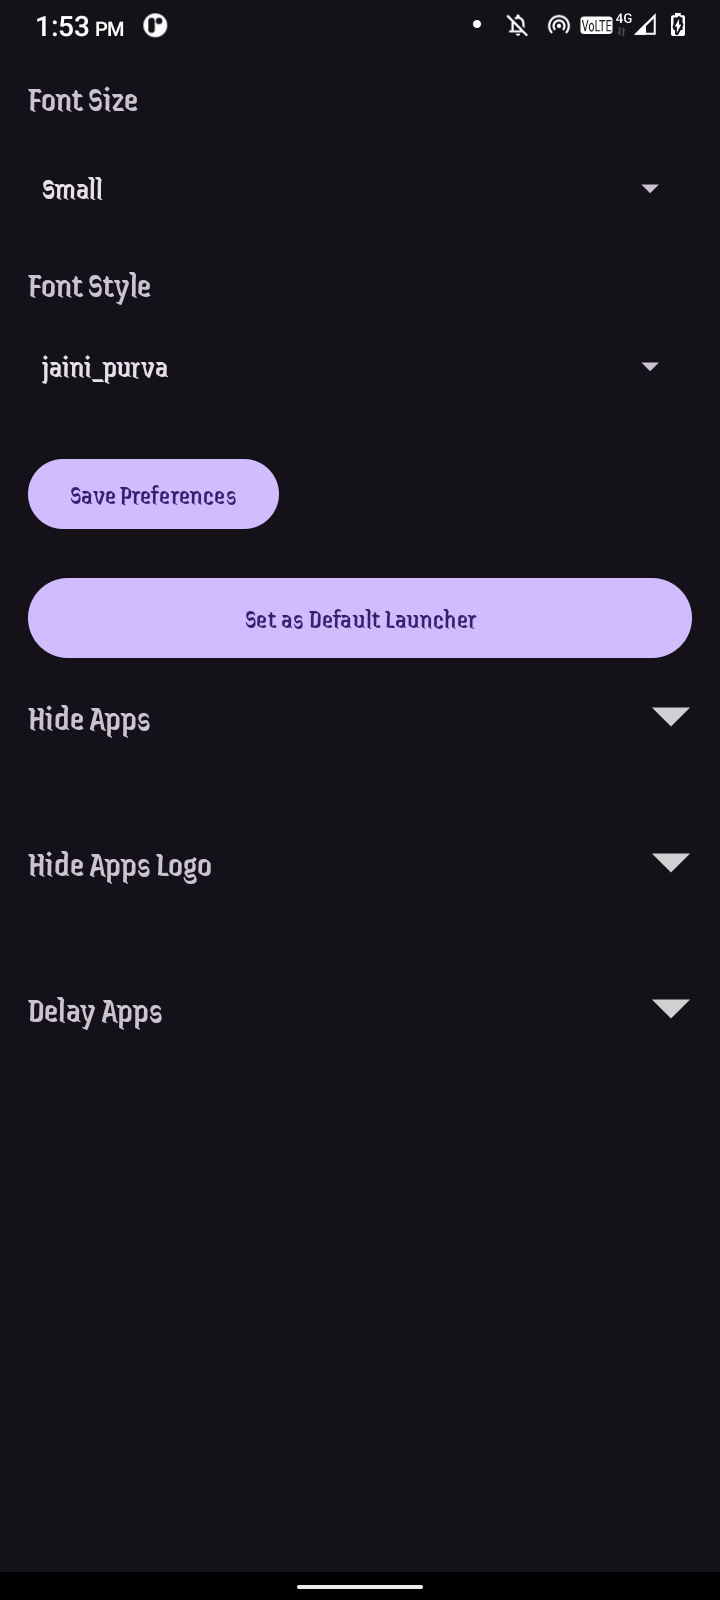 1:53 PM
VoLTE 4G
Font Size
Small
Font Style
jaini_purva
Save Preferences
Set as Default Launcher
Hide Apps
Hide Apps Logo
Delay Apps